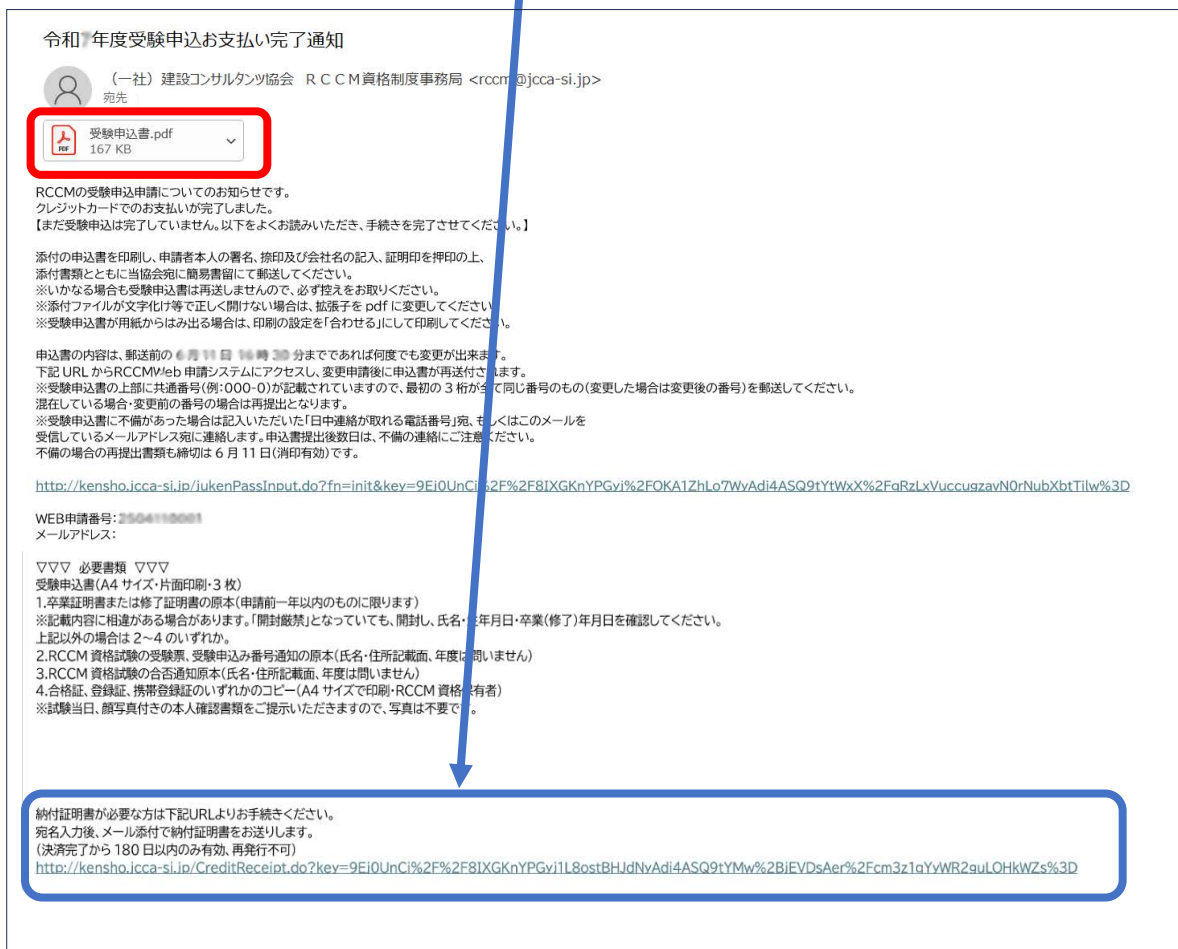 令和7年度受験申込お支払い完了通知
（一社）建設コンサルタンツ協会　ＲＣＣＭ資格制度事務局 <rccm@jcca-si.jp>
宛先
受験申込書.pdf
167 KB
RCCMの受験申込申請についてのお知らせです。
クレジットカードでのお支払いが完了しました。
【まだ受験申込は完了していません。以下をよくお読みいただき、手続きを完了させてください。】
添付の申込書を印刷し、申請者本人の署名、捺印及び会社名の記入、証明印を押印の上、
添付書類とともに当協会宛に簡易書留にて郵送してください。
※いかなる場合も受験申込書は再送しませんので、必ず控えをお取りください。
※添付ファイルが文字化け等で正しく開けない場合は、拡張子を pdf に変更してください
※受験申込書が用紙からはみ出る場合は、印刷の設定を「合わせる」にして印刷してください。
申込書の内容は、郵送前の 6 月 11 日 16 時 30 分までであれば何度でも変更が出来ます。
下記 URL からRCCMWeb 申請システムにアクセスし、変更申請後に申込書が再送付されます。
※受験申込書の上部に共通番号(例:000-0)が記載されていますので、最初の 3 桁が全て同じ番号のもの(変更した場合は変更後の番号)を郵送してください。
混在している場合・変更前の番号の場合は再提出となります。
※受験申込書に不備があった場合は記入いただいた「日中連絡が取れる電話番号」宛、もしくはこのメールを
受信しているメールアドレス宛に連絡します。申込書提出後数日は、不備の連絡にご注意ください。
不備の場合の再提出書類も締切は 6 月 11 日(消印有効)です。
http://kensho.jcca-si.jp/jukenPassInput.do?fn=init&key=9Ej0UnCi%2F%2F8IXGKnYPGyj%2FOKA1ZhLo7WyAdi4ASQ9tYtWxX%2FqRzLxVuccugzavN0rNubXbtTilw%3D
WEB申請番号:2504110001
メールアドレス:
▽▽▽ 必要書類 ▽▽▽
受験申込書(A4 サイズ・片面印刷・3 枚)
1.卒業証明書または修了証明書の原本(申請前一年以内のものに限ります)
※記載内容に相違がある場合があります。「開封厳禁」となっていても、開封し、氏名・生年月日・卒業(修了)年月日を確認してください。
上記以外の場合は 2～4 のいずれか。
2.RCCM 資格試験の受験票、受験申込み番号通知の原本(氏名・住所記載面、年度は問いません)
3.RCCM 資格試験の合否通知原本(氏名・住所記載面、年度は問いません)
4.合格証、登録証、携帯登録証のいずれかのコピー(A4 サイズで印刷・RCCM 資格保有者)
※試験当日、顔写真付きの本人確認書類をご提示いただきますので、写真は不要です。
納付証明書が必要な方は下記URLよりお手続きください。
宛名入力後、メール添付で納付証明書をお送りします。
(決済完了から 180 日以内のみ有効、再発行不可)
http://kensho.jcca-si.jp/CreditReceipt.do?key=9Ej0UnCi%2F%2F8IXGKnYPGyj1L8ostBHJdNyAdi4ASQ9tYMw%2BjEVDsAer%2Fcm3z1qYyWR2guLOHkWZs%3D